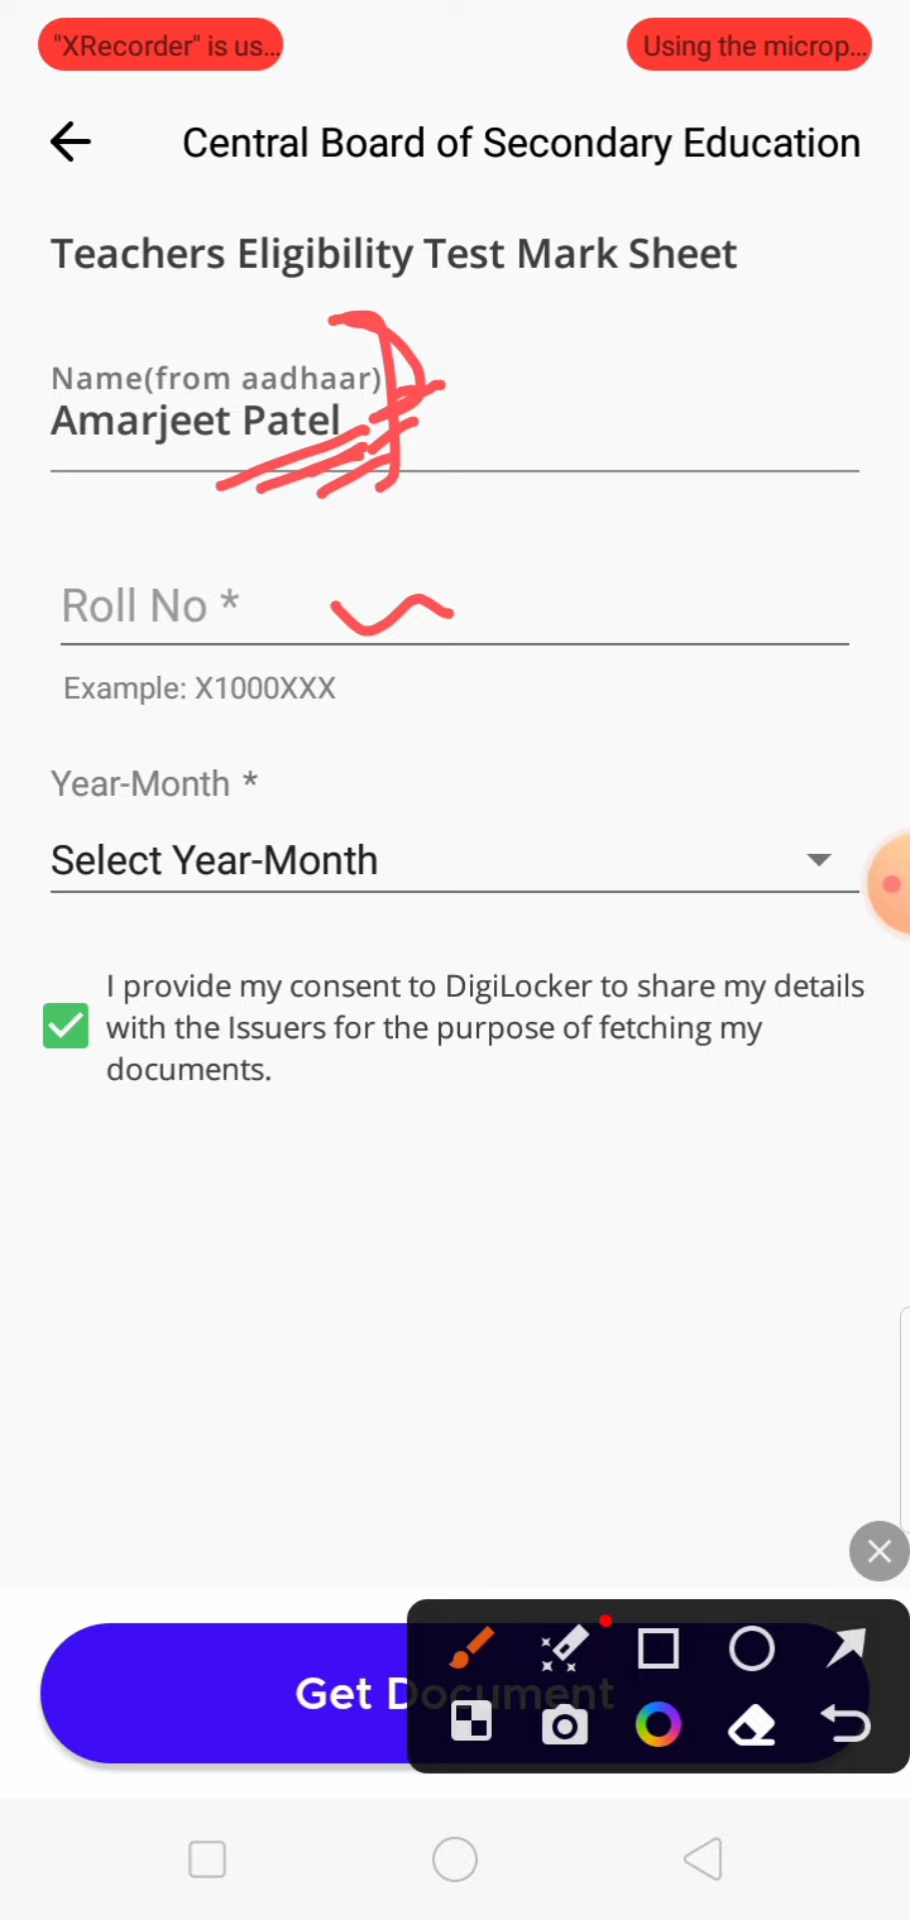 "XRecorder" is us...
Using the microp...
Central Board of Secondary Education
Teachers Eligibility Test Mark Sheet
Name(from aadhaar)
Amarjeet Patel
Roll No *
Example: X1000XXX
Year-Month *
Select Year-Month
I provide my consent to DigiLocker to share my details
with the Issuers for the purpose of fetching my
documents.
Get Document